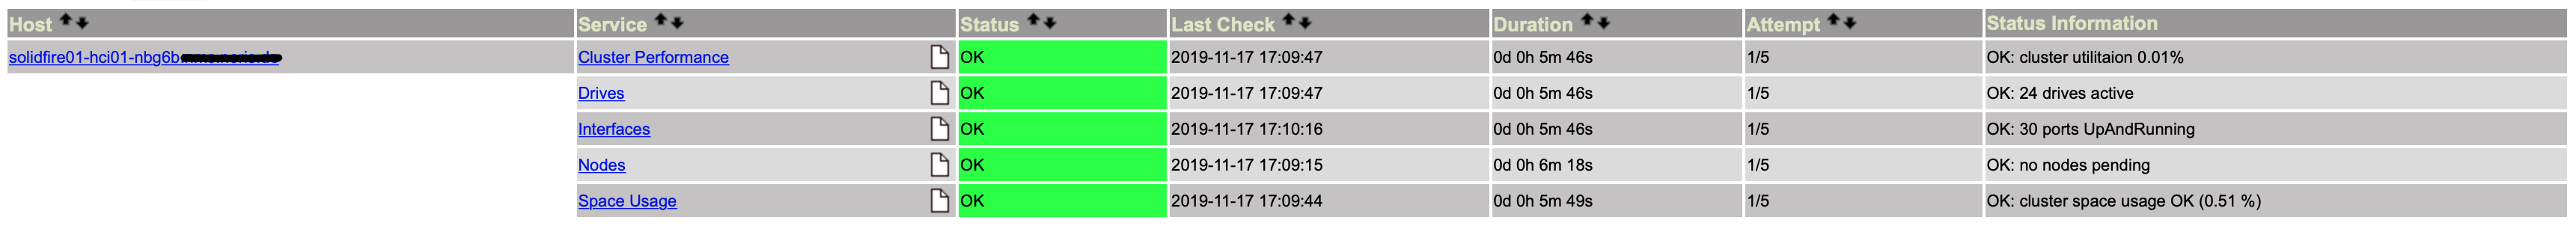 Host Service Status Last Check Duration Attempt Status Information
solidfire01-hci01-nbg6b Cluster Performance OK 2019-11-17 17:09:47 0d 0h 5m 46s 1/5 OK: cluster utilitaion 0.01%
Drives OK 2019-11-17 17:09:47 0d 0h 5m 46s 1/5 OK: 24 drives active
Interfaces OK 2019-11-17 17:10:16 0d 0h 5m 46s 1/5 OK: 30 ports UpAndRunning
Nodes OK 2019-11-17 17:09:15 0d 0h 6m 18s 1/5 OK: no nodes pending
Space Usage OK 2019-11-17 17:09:44 0d 0h 5m 49s 1/5 OK: cluster space usage OK (0.51 %)